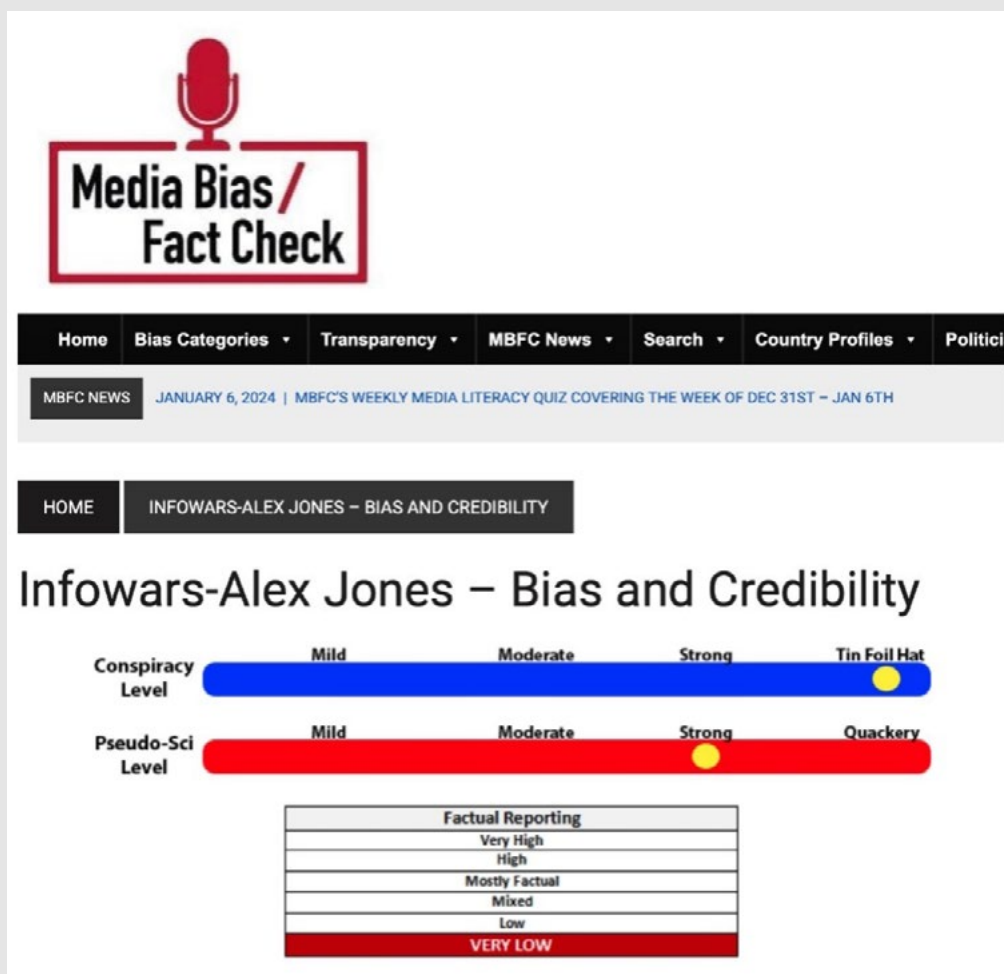 Media Bias/
Fact Check
Home Bias Categories Transparency MBFC News Search Country Profiles Politici
MBFC NEWS JANUARY 6, 2024 | MBFC'S WEEKLY MEDIA LITERACY QUIZ COVERING THE WEEK OF DEC 31ST – JAN 6TH
HOME INFOWARS-ALEX JONES – BIAS AND CREDIBILITY
Infowars-Alex Jones – Bias and Credibility
Mild Moderate Strong Tin Foil Hat
Conspiracy
Level
Mild Moderate Strong Quackery
Pseudo-Sci
Level
Factual Reporting
Very High
High
Mostly Factual
Mixed
Low
VERY LOW